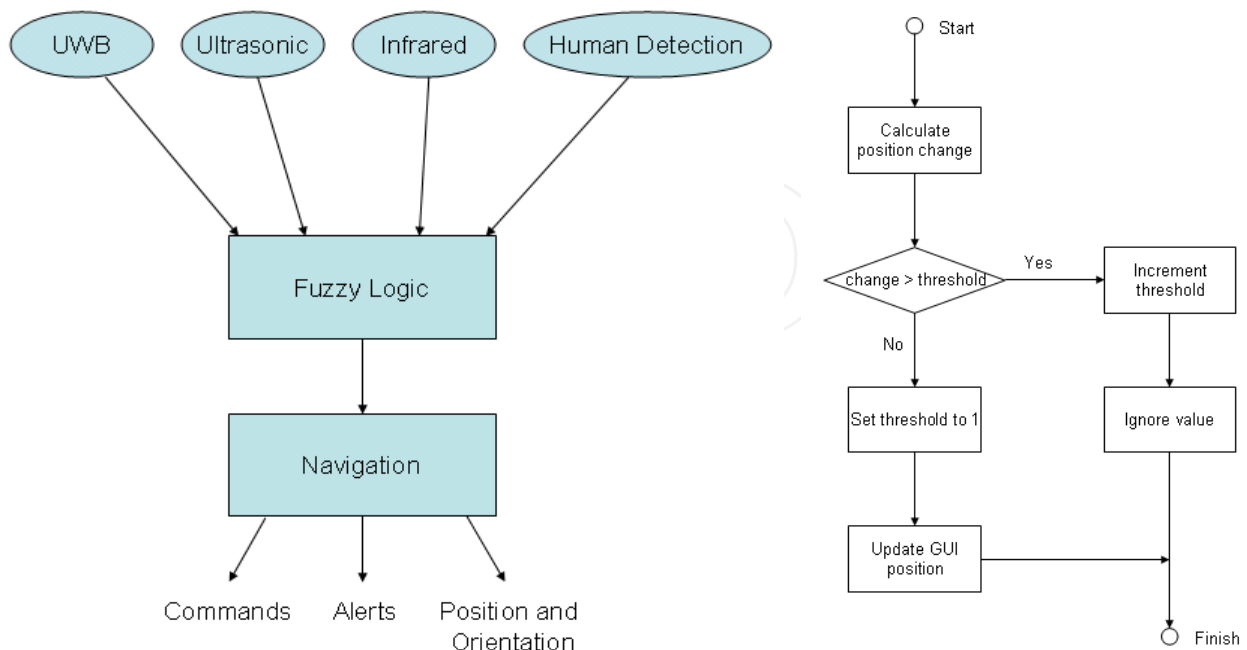 UWB
Ultrasonic
Infrared
Human Detection
Fuzzy Logic
Navigation
Commands
Alerts
Position and
Orientation
Start
Calculate
position change
change > threshold
Yes
Increment
threshold
No
Set threshold to 1
Ignore value
Update GUI
position
Finish